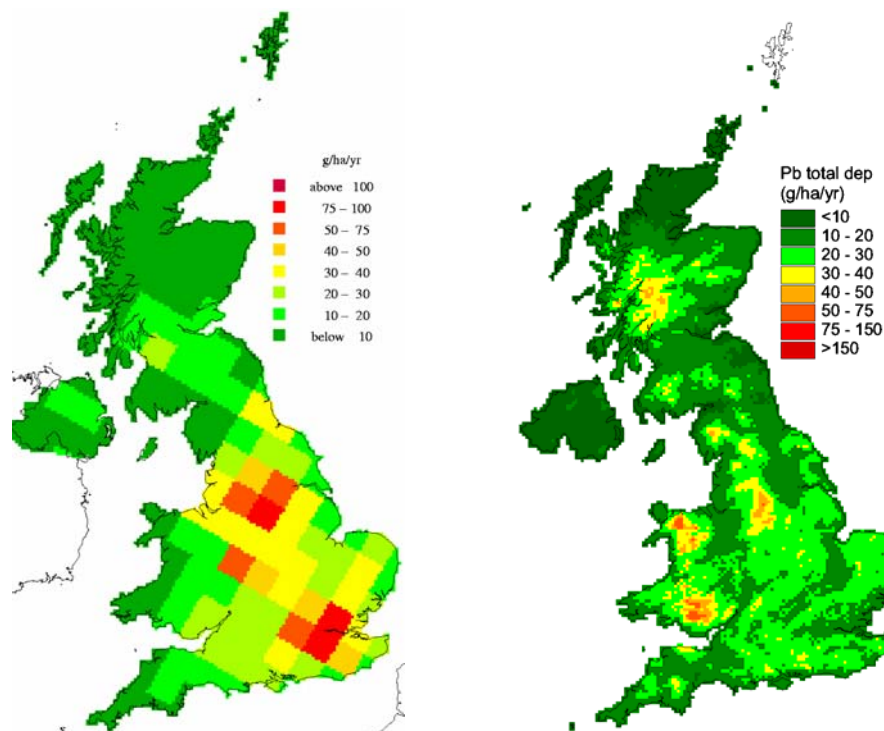 g/ha/yr
above 100
75 – 100
50 – 75
40 – 50
30 – 40
20 – 30
10 – 20
below 10
Pb total dep
(g/ha/yr)
<10
10 - 20
20 - 30
30 - 40
40 - 50
50 - 75
75 - 150
>150